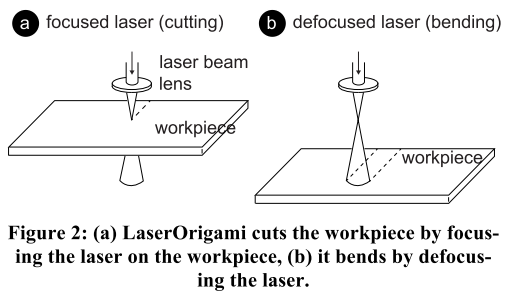 a focused laser (cutting)
b defocused laser (bending)
laser beam
lens
workpiece
workpiece
Figure 2: (a) LaserOrigami cuts the workpiece by focus-
ing the laser on the workpiece, (b) it bends by defocus-
ing the laser.